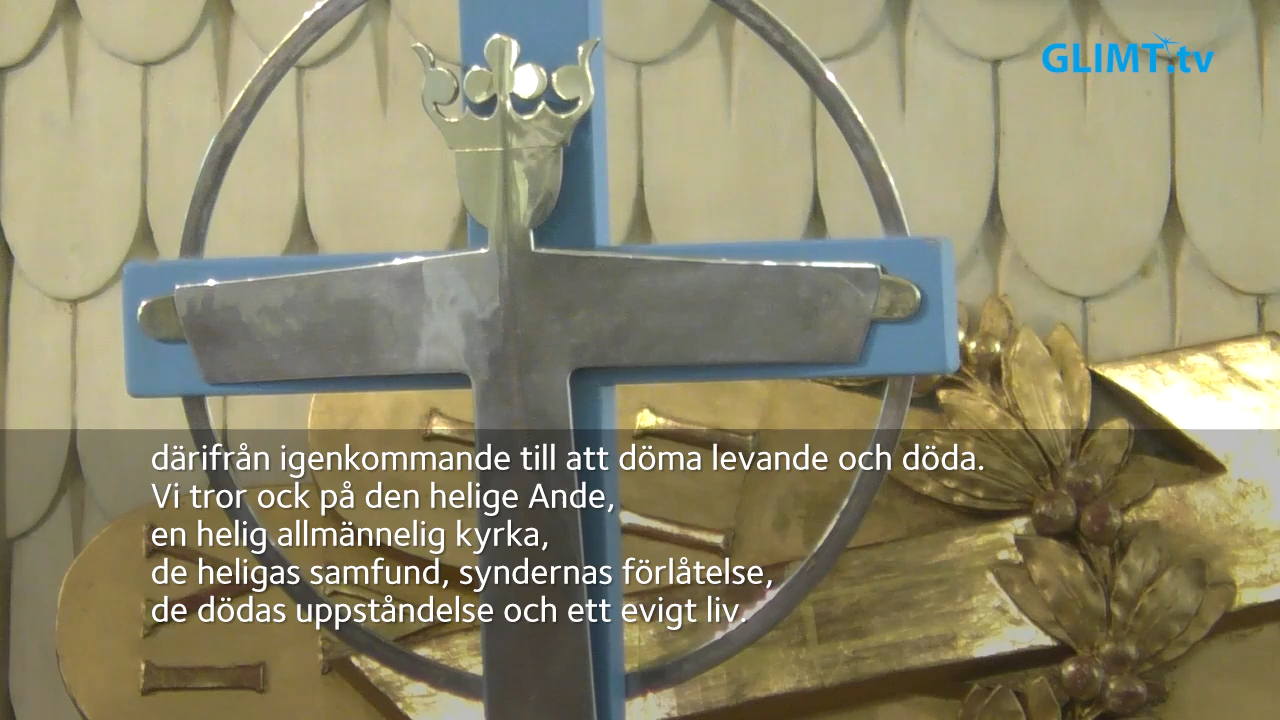 GLIMT.tv
därifrån igenkommande till att döma levande och döda.
Vi tror ock på den helige Ande,
en helig allmännelig kyrka,
de heligas samfund, syndernas förlåtelse,
de dödas uppståndelse och ett evigt liv.